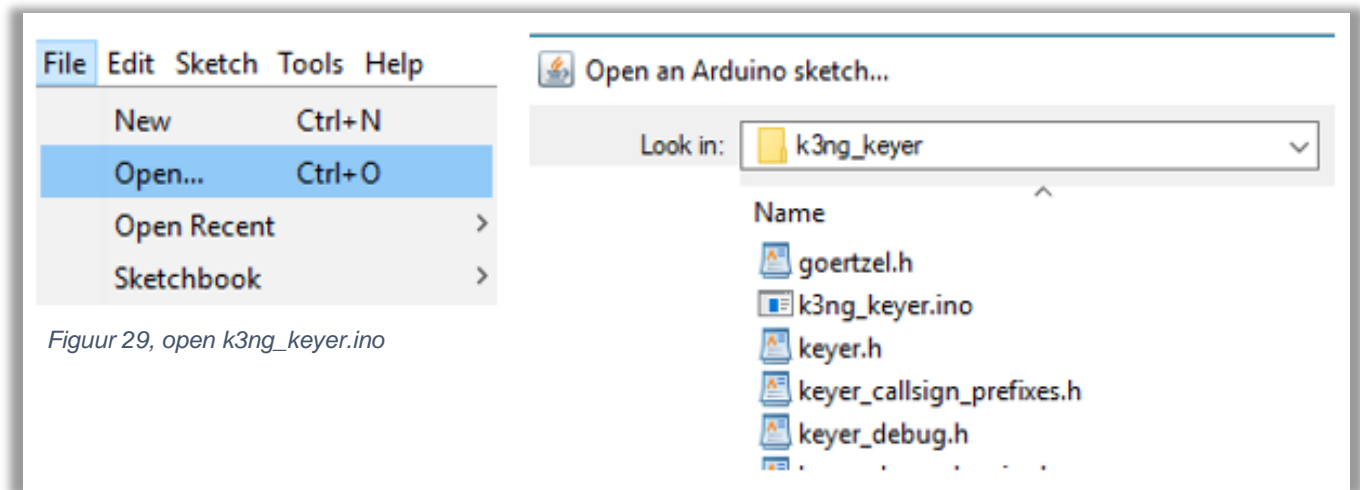 File Edit Sketch Tools Help
New Ctrl+N
Open... Ctrl+O
Open Recent >
Sketchbook >
Figuur 29, open k3ng_keyer.ino
Open an Arduino sketch...
Look in: k3ng_keyer
Name
goertzel.h
k3ng_keyer.ino
keyer.h
keyer_callsign_prefixes.h
keyer_debug.h